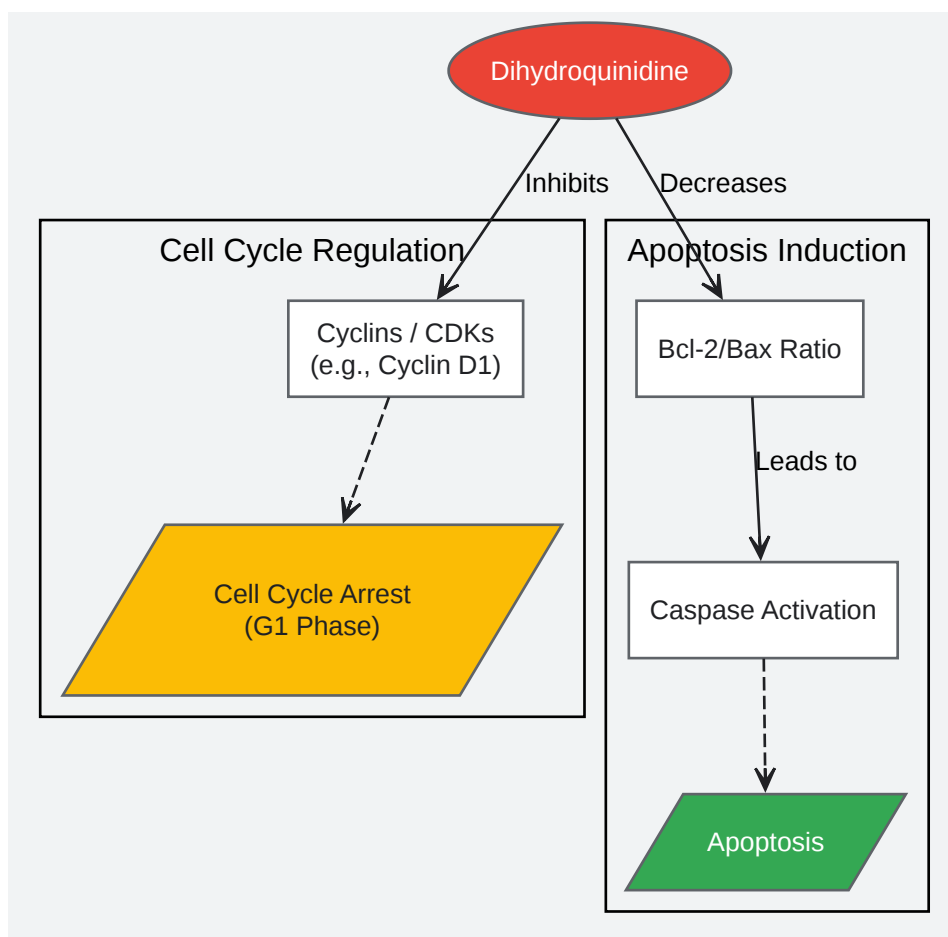 Dihydroquinidine
Inhibits
Decreases
Cell Cycle Regulation
Apoptosis Induction
Cyclins / CDKs
(e.g., Cyclin D1)
Bcl-2/Bax Ratio
Leads to
Cell Cycle Arrest
(G1 Phase)
Caspase Activation
Apoptosis